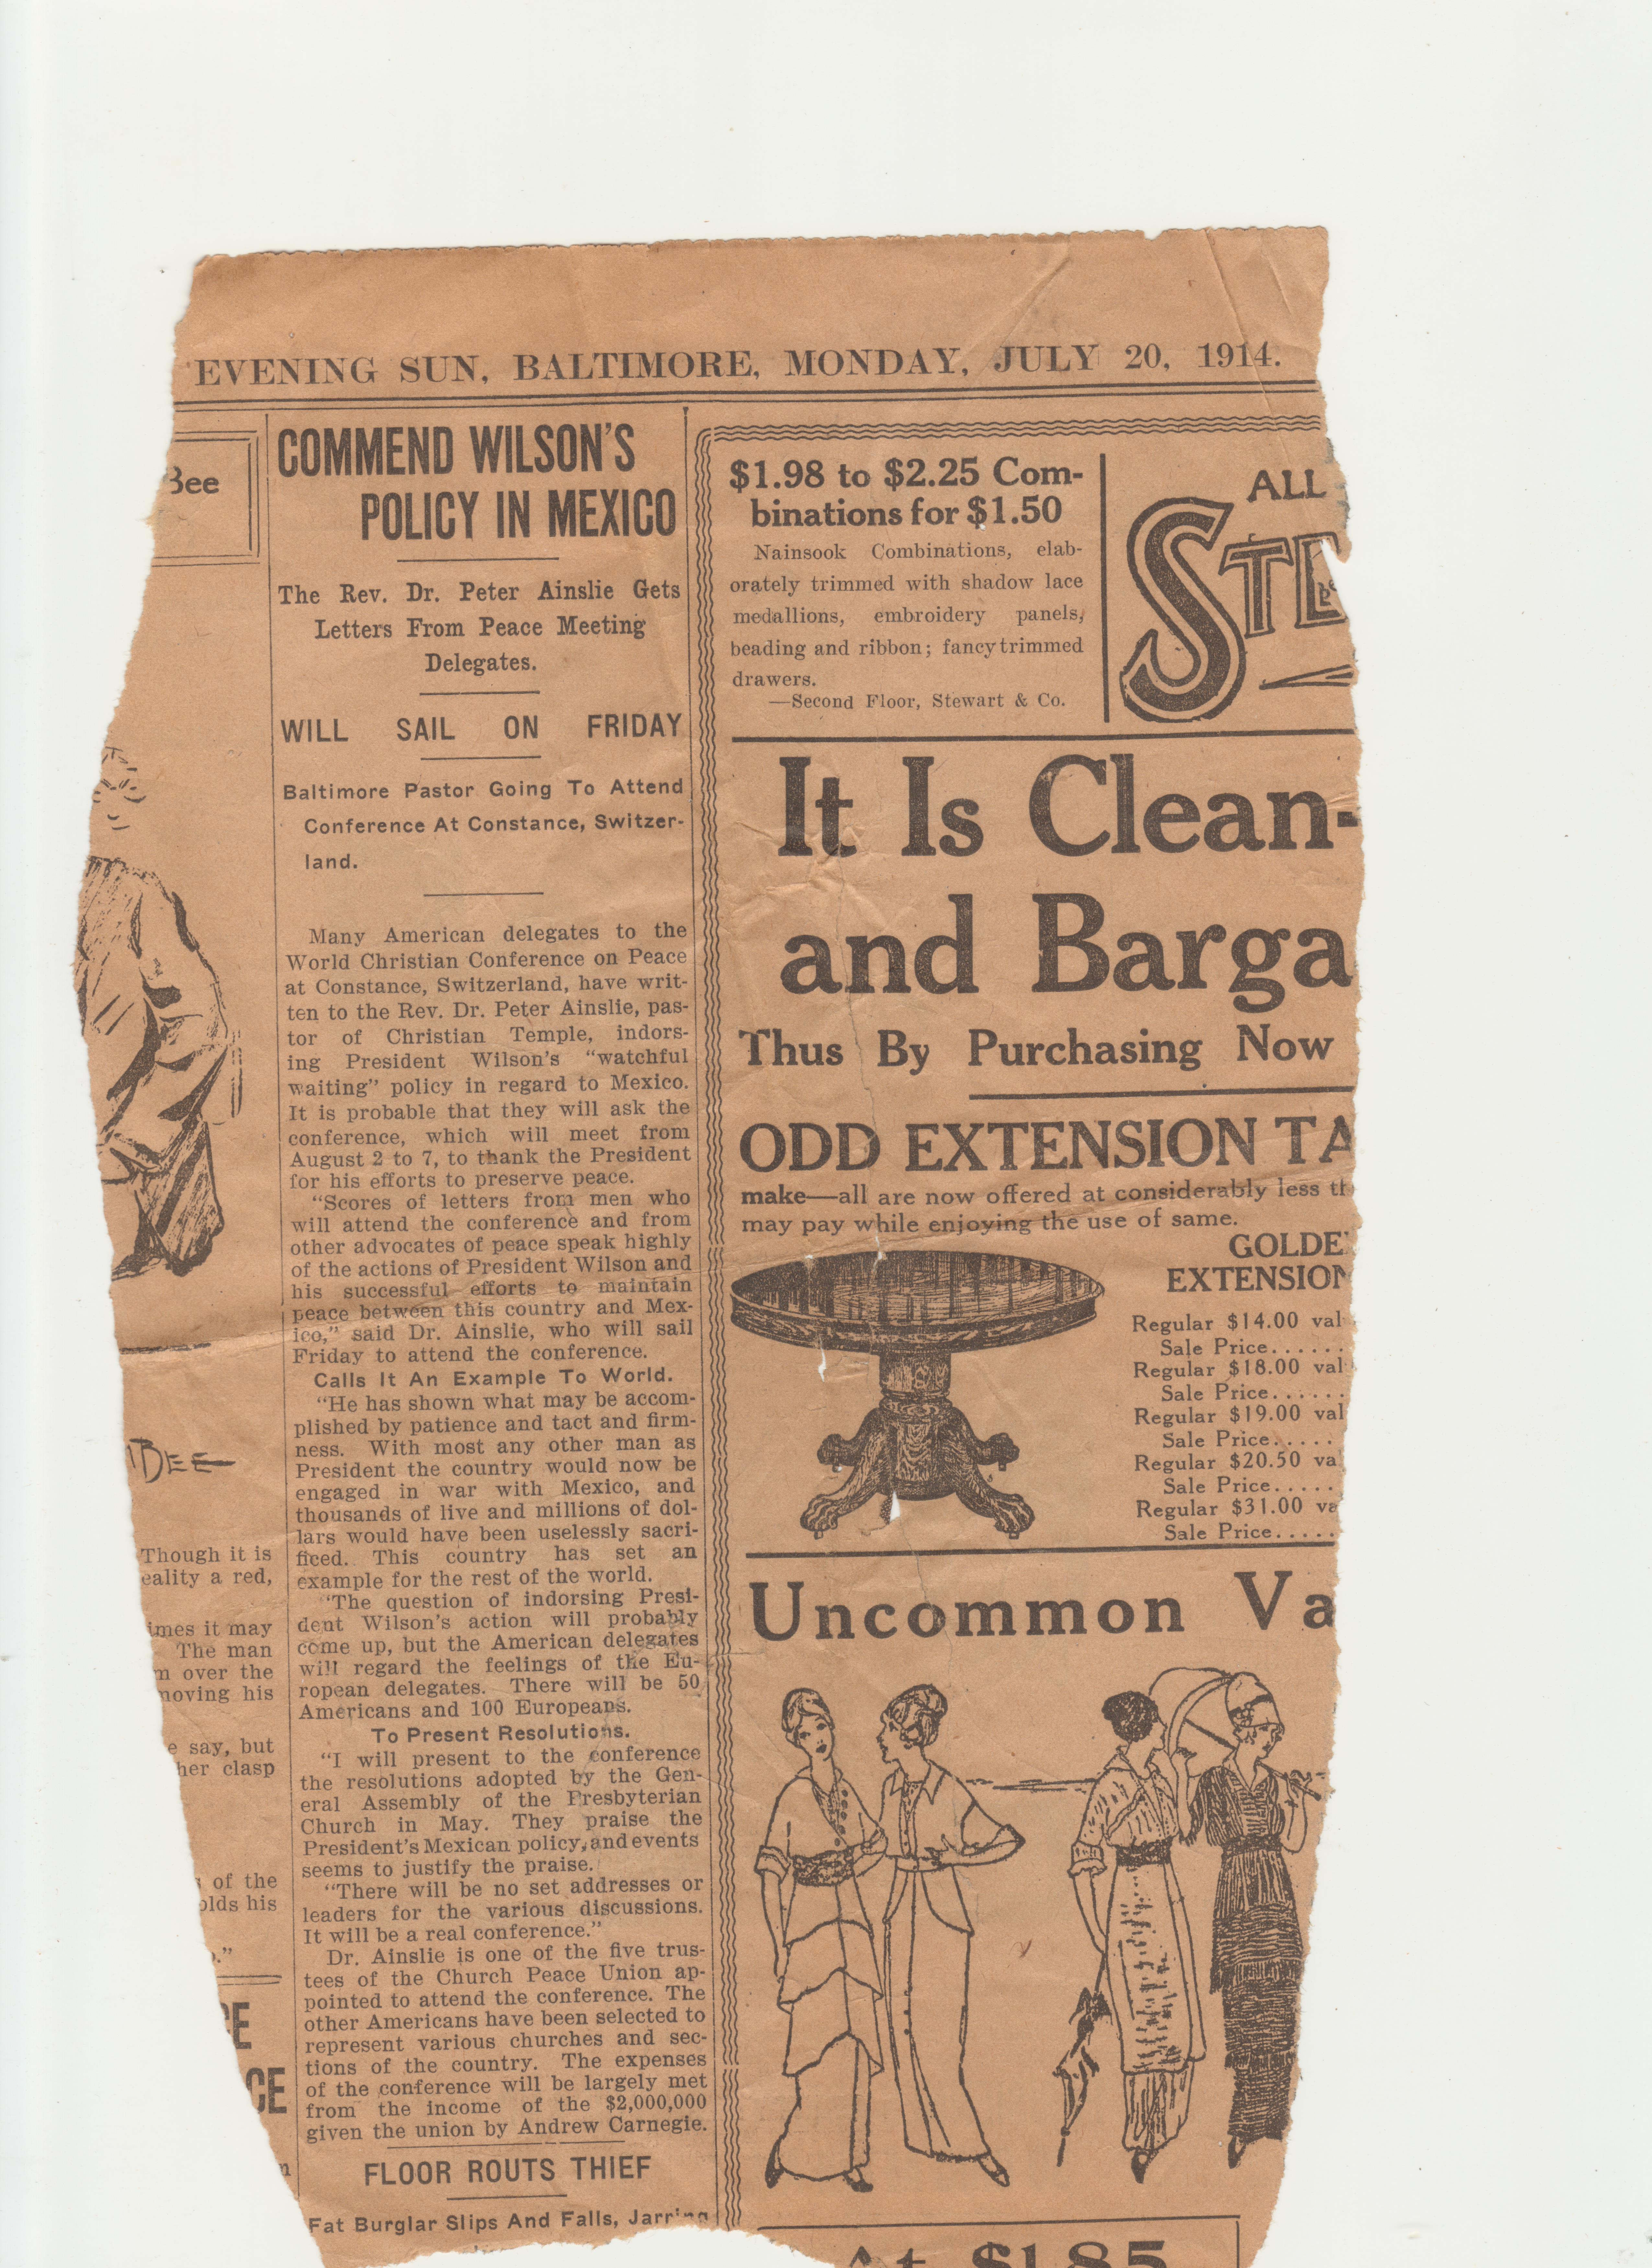 EVENING SUN, BALTIMORE, MONDAY, JULY 20, 1914.
Bee
BEE
Though it is
eality a red,
imes it may
The man
over the
noving his
e say, but
her clasp
of the
olds his
."
CE
COMMEND WILSON'S
POLICY IN MEXICO
The Rev. Dr. Peter Ainslie Gets
Letters From Peace Meeting
Delegates.
WILL SAIL ON FRIDAY
Baltimore Pastor Going To Attend
Conference At Constance, Switzer-
land.
Many American delegates to the
World Christian Conference on Peace
at Constance, Switzerland, have writ-
ten to the Rev. Dr. Peter Ainslie, pas-
tor of Christian Temple, indors-
ing President Wilson's "watchful
waiting" policy in regard to Mexico.
It is probable that they will ask the
conference, which will meet from
August 2 to 7, to thank the President
for his efforts to preserve peace.
"Scores of letters from men who
will attend the conference and from
other advocates of peace speak highly
of the actions of President Wilson and
his successful efforts to maintain
peace between this country and Mex-
ico," said Dr. Ainslie, who will sail
Friday to attend the conference.
Calls It An Example To World.
"He has shown what may be accom-
plished by patience and tact and firm-
ness. With most any other man as
President the country would now be
engaged in war with Mexico, and
thousands of live and millions of dol-
lars would have been uselessly sacri-
ficed. This country has set an
example for the rest of the world.
"The question of indorsing Presi-
dent Wilson's action will probably
come up, but the American delegates
will regard the feelings of the Eu-
ropean delegates. There will be 50
Americans and 100 Europeans.
To Present Resolutions.
"I will present to the conference
the resolutions adopted by the Gen-
eral Assembly of the Presbyterian
Church in May. They praise the
President's Mexican policy, and events
seems to justify the praise.
"There will be no set addresses or
leaders for the various discussions.
It will be a real conference."
Dr. Ainslie is one of the five trus-
tees of the Church Peace Union ap-
pointed to attend the conference. The
other Americans have been selected to
represent various churches and sec-
tions of the country. The expenses
of the conference will be largely met
from the income of the $2,000,000
given the union by Andrew Carnegie.
FLOOR ROUTS THIEF
Fat Burglar Slips And Falls, Jarring
$1.98 to $2.25 Com-
binations for $1.50
Nainsook Combinations, elab-
orately trimmed with shadow lace
medallions, embroidery panels,
beading and ribbon; fancy trimmed
drawers.
—Second Floor, Stewart & Co.
ALL
STE
It Is Clean-
and Barga
Thus By Purchasing Now
ODD EXTENSION TA
make—all are now offered at considerably less th
may pay while enjoying the use of same.
GOLDE
EXTENSION
Regular $14.00 val
Sale Price......
Regular $18.00 val
Sale Price......
Regular $19.00 val
Sale Price.....
Regular $20.50 va
Sale Price.....
Regular $31.00 va
Sale Price.....
Uncommon Va
At $1.85